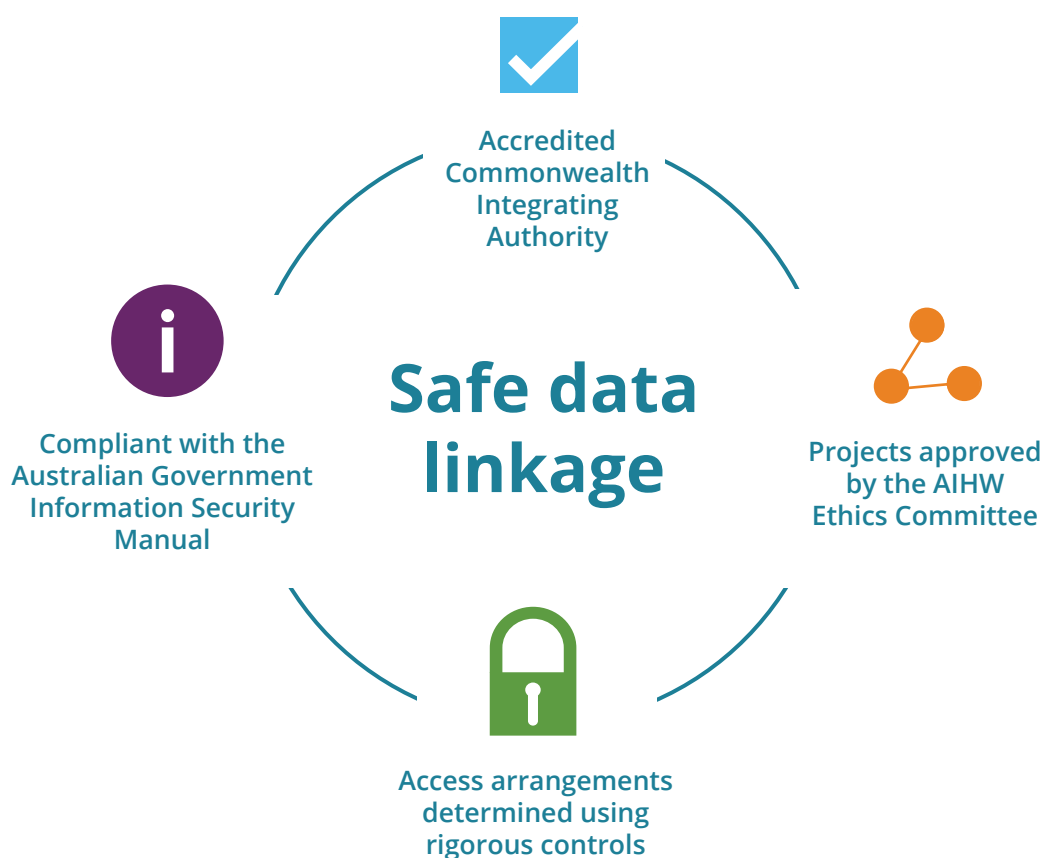 Accredited
Commonwealth
Integrating
Authority
Safe data
linkage
Compliant with the
Australian Government
Information Security
Manual
Projects approved
by the AIHW
Ethics Committee
Access arrangements
determined using
rigorous controls